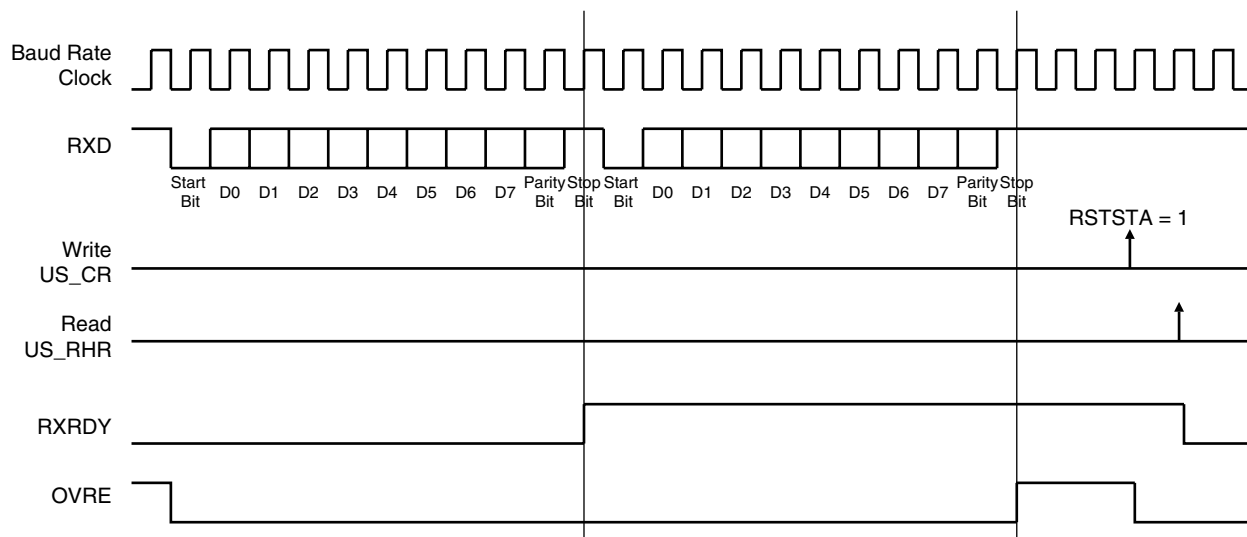 Baud Rate
Clock
RXD
Start
Bit
D0
D1
D2
D3
D4
D5
D6
D7
Parity
Bit
Stop
Bit
Start
Bit
D0
D1
D2
D3
D4
D5
D6
D7
Parity
Bit
Stop
Bit
RSTSTA = 1
Write
US_CR
Read
US_RHR
RXRDY
OVRE